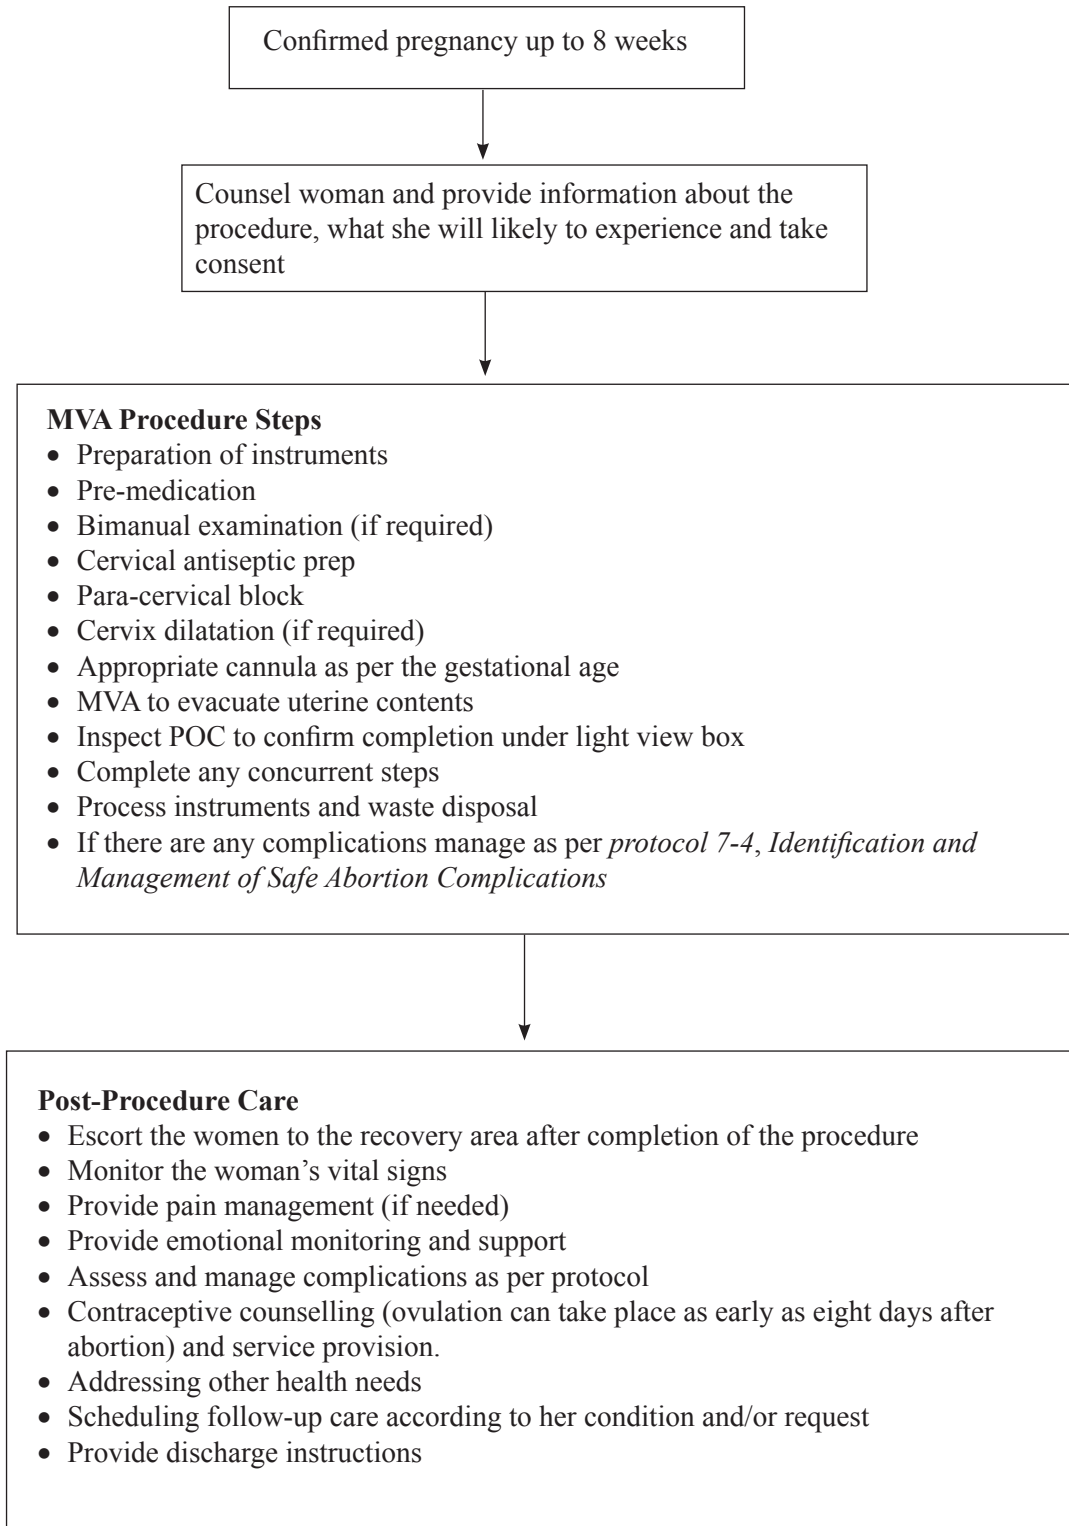 Confirmed pregnancy up to 8 weeks
Counsel woman and provide information about the
procedure, what she will likely to experience and take
consent
MVA Procedure Steps
• Preparation of instruments
• Pre-medication
• Bimanual examination (if required)
• Cervical antiseptic prep
• Para-cervical block
• Cervix dilatation (if required)
• Appropriate cannula as per the gestational age
• MVA to evacuate uterine contents
• Inspect POC to confirm completion under light view box
• Complete any concurrent steps
• Process instruments and waste disposal
• If there are any complications manage as per protocol 7-4, Identification and
Management of Safe Abortion Complications
Post-Procedure Care
• Escort the women to the recovery area after completion of the procedure
• Monitor the woman’s vital signs
• Provide pain management (if needed)
• Provide emotional monitoring and support
• Assess and manage complications as per protocol
• Contraceptive counselling (ovulation can take place as early as eight days after
abortion) and service provision.
• Addressing other health needs
• Scheduling follow-up care according to her condition and/or request
• Provide discharge instructions